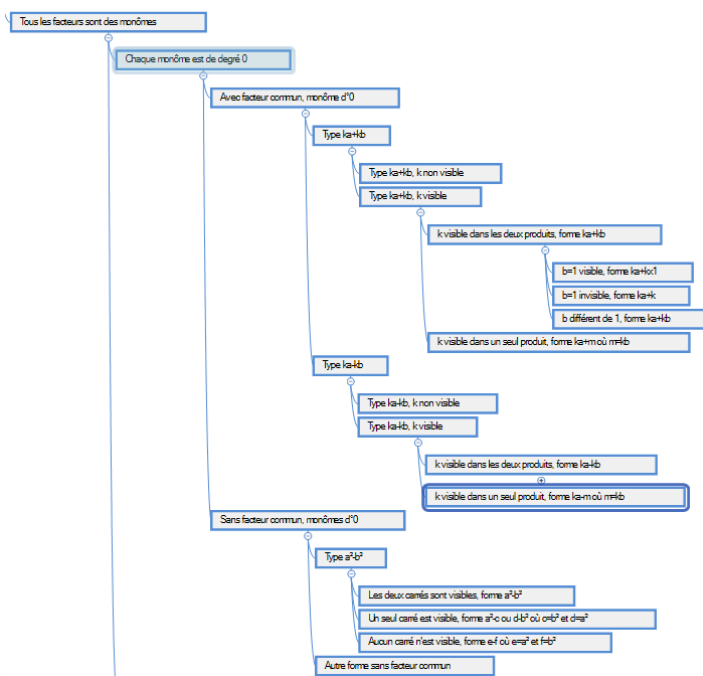 Tous les facteurs sont des monômes
Chaque monôme est de degré 0
Avec facteur commun, monôme d°0
Type ka+kb
Type ka+kb, k non visible
Type ka+kb, k visible
k visible dans les deux produits, forme ka+kb
b=1 visible, forme ka+kx1
b=1 invisible, forme ka+k
b différent de 1, forme ka+kb
k visible dans un seul produit, forme ka+m où m=kb
Type ka-kb
Type ka-kb, k non visible
Type ka-kb, k visible
k visible dans les deux produits, forme ka-kb
k visible dans un seul produit, forme ka-m où m=kb
Sans facteur commun, monômes d°0
Type a²-b²
Les deux carrés sont visibles, forme a²-b²
Un seul carré est visible, forme a²-c ou d-b² où c=b² et d=a²
Aucun carré n'est visible, forme e-f où e=a² et f=b²
Autre forme sans facteur commun